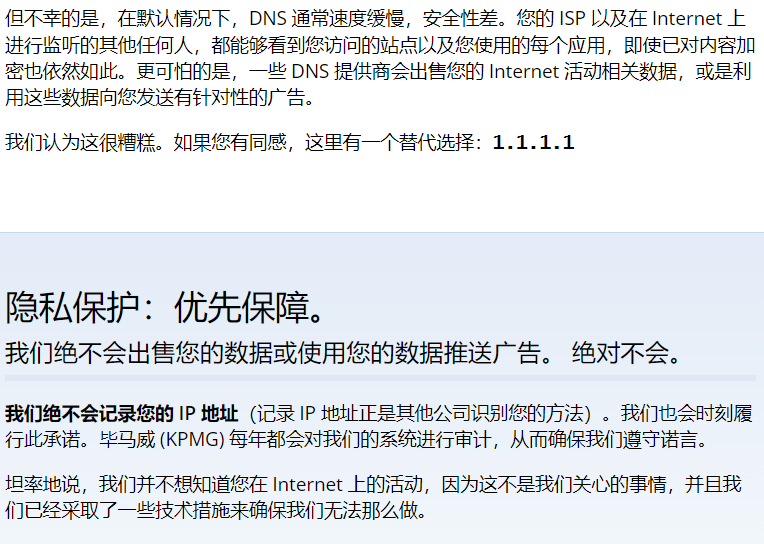 但不幸的是，在默认情况下，DNS 通常速度缓慢，安全性差。您的 ISP 以及在 Internet 上
进行监听的其他任何人，都能够看到您访问的站点以及您使用的每个应用，即使已对内容加
密也依然如此。更可怕的是，一些 DNS 提供商会出售您的 Internet 活动相关数据，或是利
用这些数据向您发送有针对性的广告。
我们认为这很糟糕。如果您有同感，这里有一个替代选择：1.1.1.1
隐私保护：优先保障。
我们绝不会出售您的数据或使用您的数据推送广告。 绝对不会。
我们绝不会记录您的 IP 地址（记录 IP 地址正是其他公司识别您的方法）。我们也会时刻履
行此承诺。毕马威 (KPMG) 每年都会对我们的系统进行审计，从而确保我们遵守诺言。
坦率地说，我们并不想知道您在 Internet 上的活动，因为这不是我们关心的事情，并且我
们已经采取了一些技术措施来确保我们无法那么做。